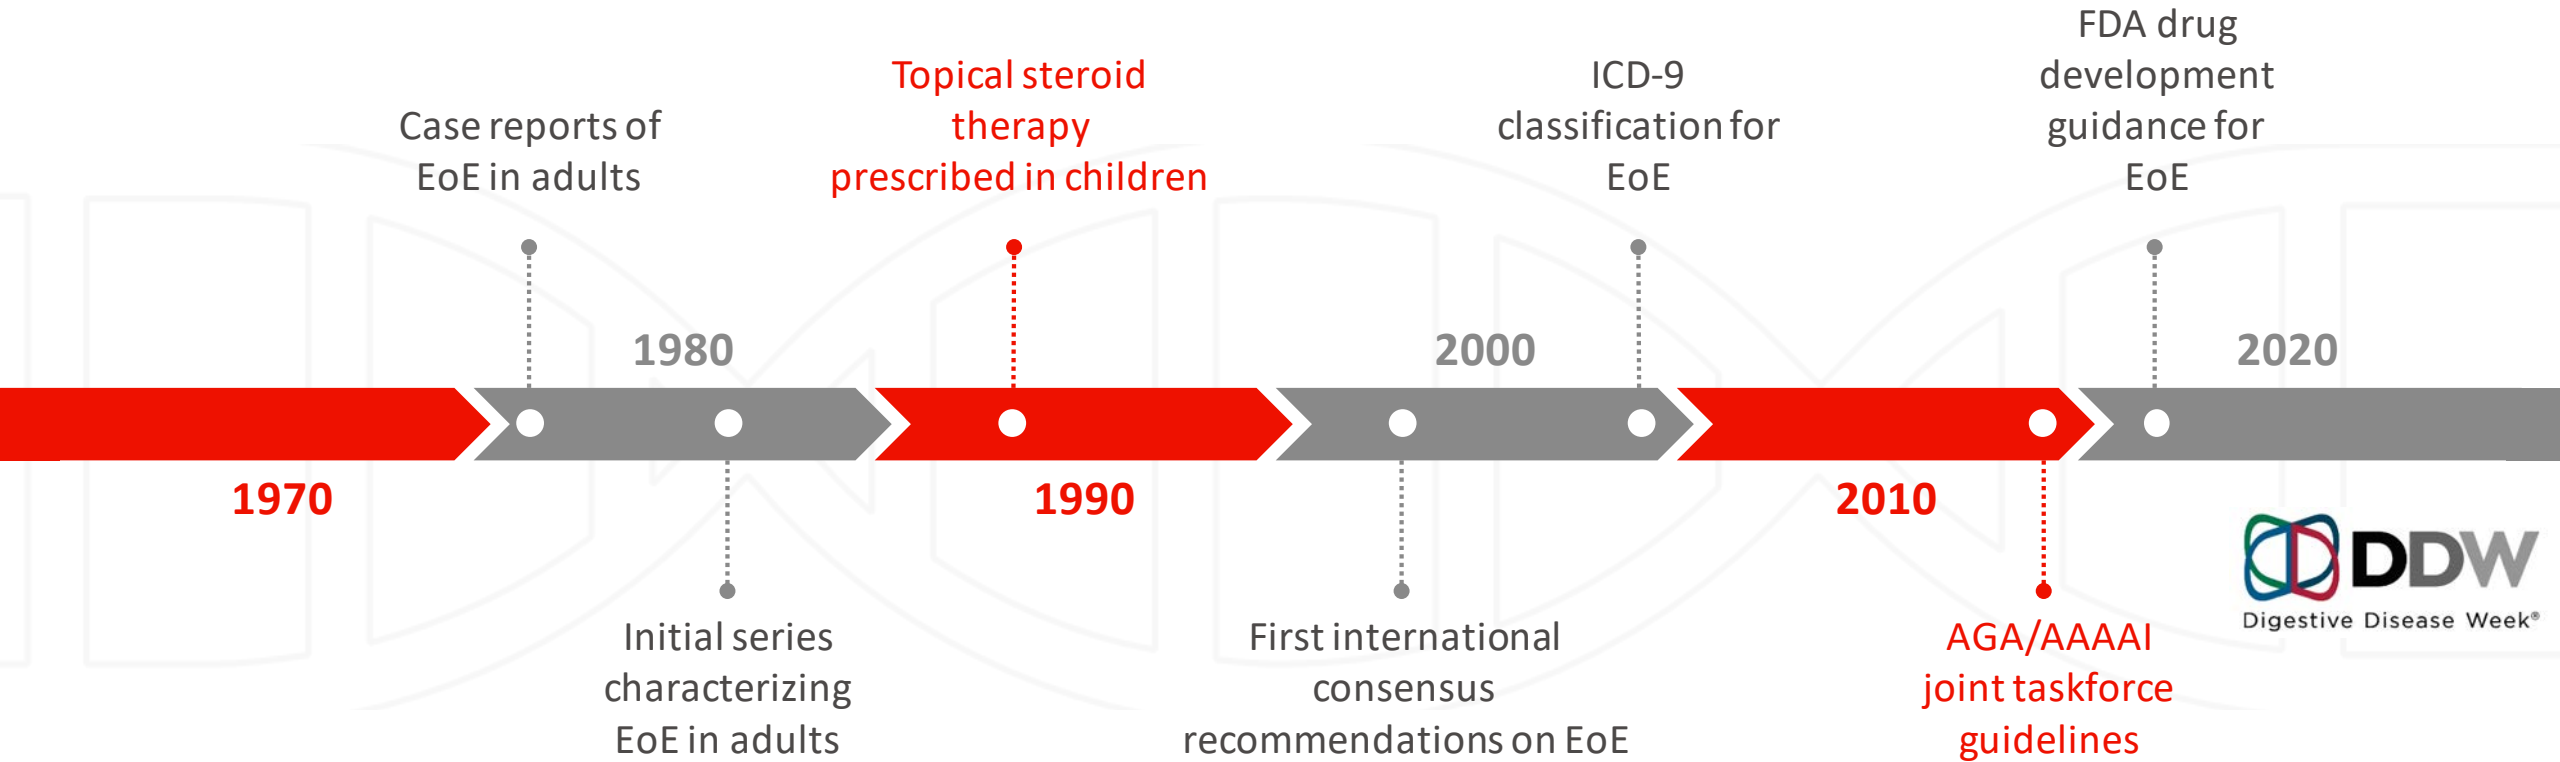 Case reports of
EoE in adults
Topical steroid
therapy
prescribed in children
ICD-9
classification for
EoE
FDA drug
development
guidance for
EoE
1980
2000
2020
1970
1990
2010
Initial series
characterizing
EoE in adults
First international
consensus
recommendations on EoE
AGA/AAAAI
joint taskforce
guidelines
DDW
Digestive Disease Week®